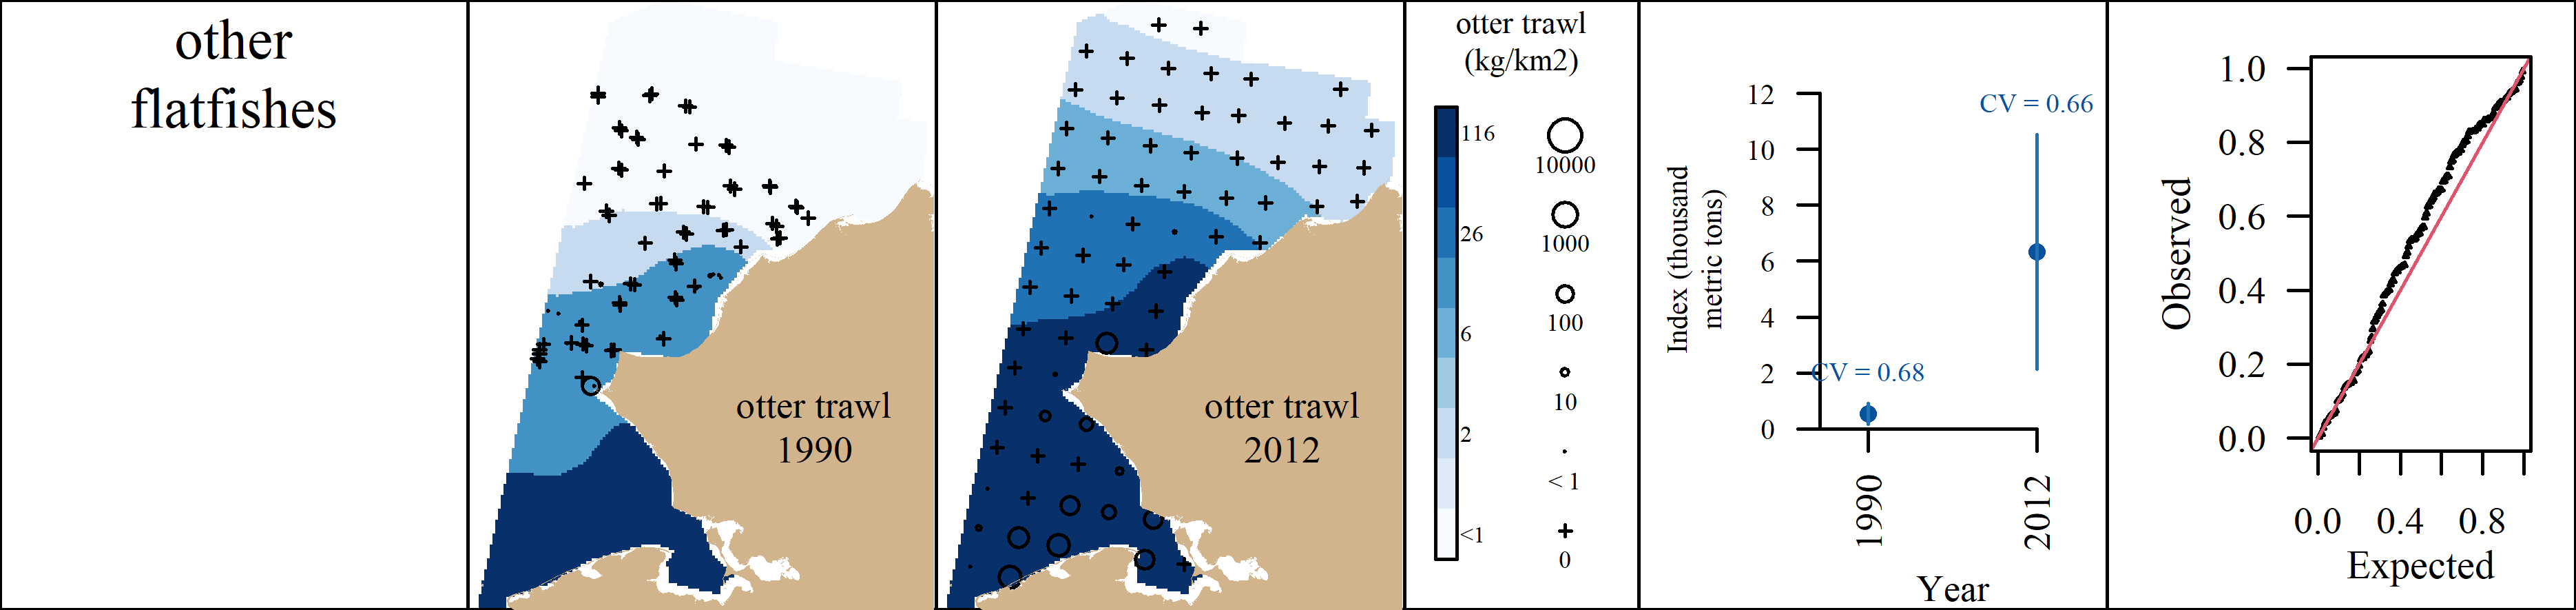 other
flatfishes
otter trawl
1990
otter trawl
2012
otter trawl
(kg/km2)
116
26
6
2
<1
10000
1000
100
10
< 1
0
Index (thousand
metric tons)
12
10
8
6
4
2
0
CV = 0.68
CV = 0.66
1990
2012
Year
Observed
1.0
0.8
0.6
0.4
0.2
0.0
0.0 0.4 0.8
Expected